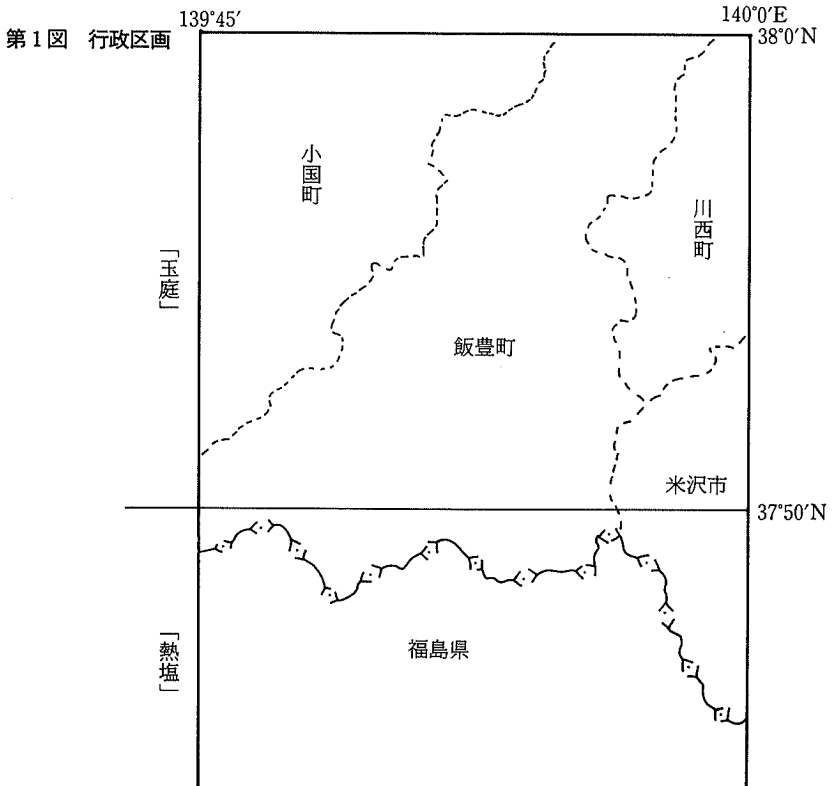 139°45′
140°0′E
第1図 行政区画
38°0′N
小国町
川西町
「玉庭」
飯豊町
米沢市
37°50′N
「熱塩」
福島県